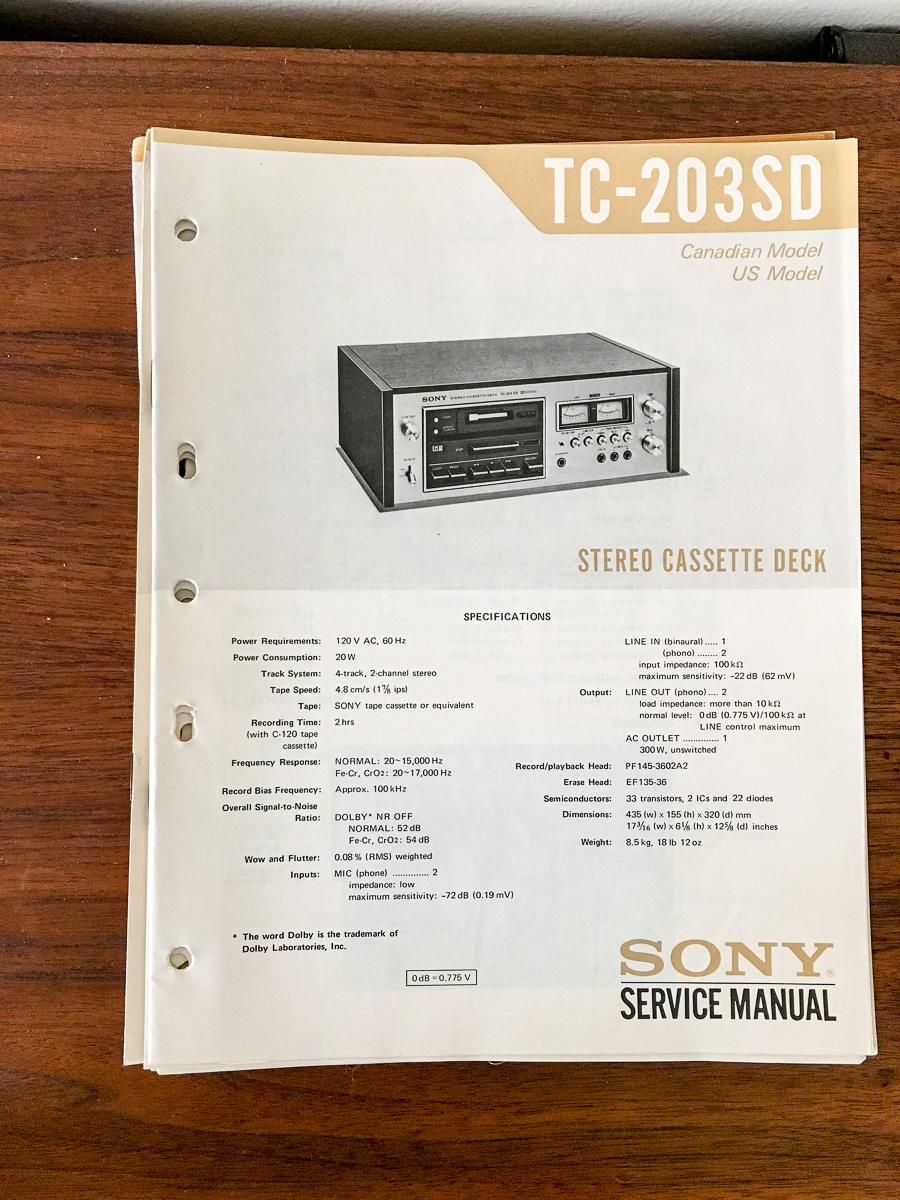 TC-203SD
Canadian Model
US Model
SONY STEREO CASSETTE DECK TC-203SD
STEREO CASSETTE DECK
SPECIFICATIONS
Power Requirements: 120 V AC, 60 Hz
Power Consumption: 20 W
Track System: 4-track, 2-channel stereo
Tape Speed: 4.8 cm/s (1⅞ ips)
Tape: SONY tape cassette or equivalent
Recording Time: 2 hrs
(with C-120 tape
cassette)
Frequency Response: NORMAL: 20~15,000 Hz
Fe-Cr, CrO2: 20~17,000 Hz
Record Bias Frequency: Approx. 100 kHz
Overall Signal-to-Noise
Ratio: DOLBY* NR OFF
NORMAL: 52 dB
Fe-Cr, CrO2: 54 dB
Wow and Flutter: 0.08 % (RMS) weighted
Inputs: MIC (phone) .............. 2
impedance: low
maximum sensitivity: -72 dB (0.19 mV)
LINE IN (binaural) ..... 1
(phono) ........ 2
input impedance: 100 kΩ
maximum sensitivity: -22 dB (62 mV)
Output: LINE OUT (phono) .... 2
load impedance: more than 10 kΩ
normal level: 0 dB (0.775 V)/100 kΩ at
LINE control maximum
AC OUTLET .............. 1
300 W, unswitched
Record/playback Head: PF145-3602A2
Erase Head: EF135-36
Semiconductors: 33 transistors, 2 ICs and 22 diodes
Dimensions: 435 (w) x 155 (h) x 320 (d) mm
17 3/16 (w) x 6⅛ (h) x 12⅝ (d) inches
Weight: 8.5 kg, 18 lb 12 oz
* The word Dolby is the trademark of
Dolby Laboratories, Inc.
0 dB = 0.775 V
SONY®
SERVICE MANUAL